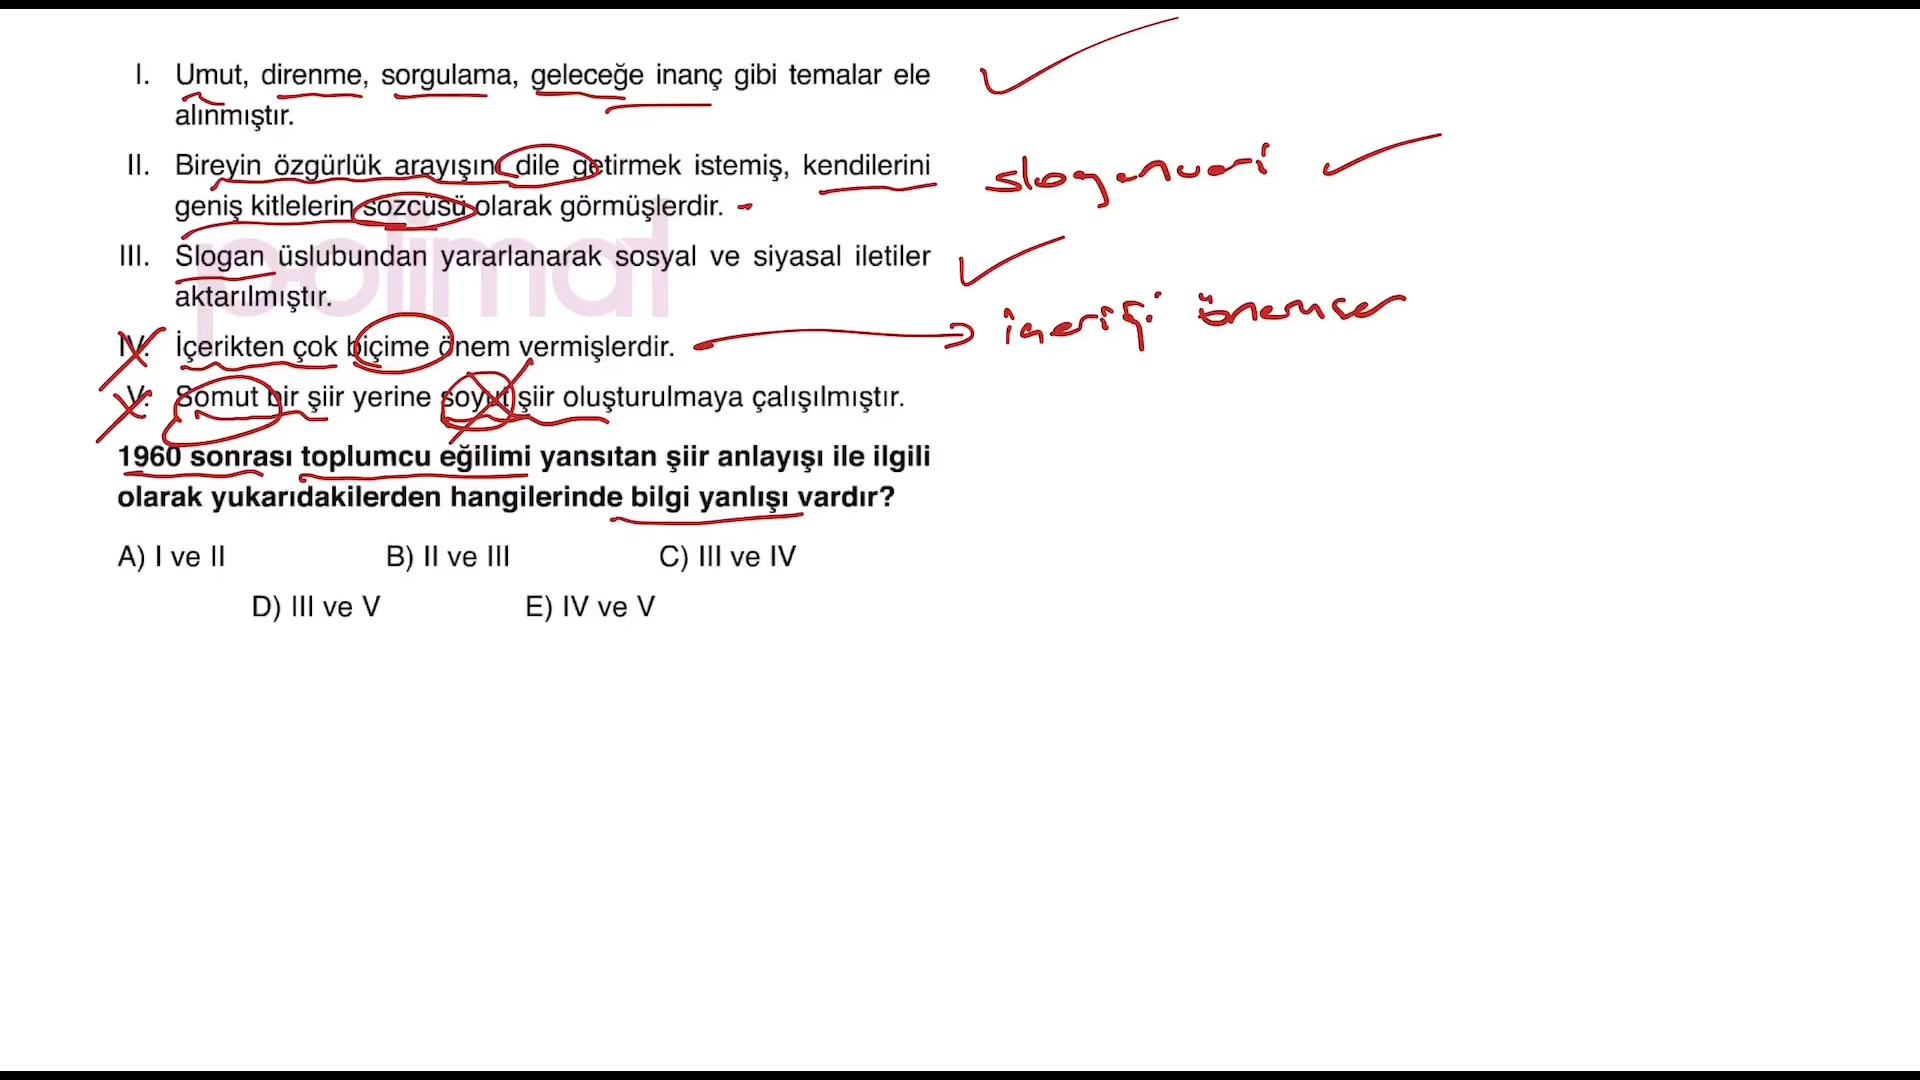 I. Umut, direnme, sorgulama, geleceğe inanç gibi temalar ele
alınmıştır.
II. Bireyin özgürlük arayışını dile getirmek istemiş, kendilerini
sloganvari
geniş kitlelerin sözcüsü olarak görmüşlerdir.
polimat
III. Slogan üslubundan yararlanarak sosyal ve siyasal iletiler
aktarılmıştır.
IV. İçerikten çok biçime önem vermişlerdir.
içeriği önemser
V. Somut bir şiir yerine soyut şiir oluşturulmaya çalışılmıştır.
1960 sonrası toplumcu eğilimi yansıtan şiir anlayışı ile ilgili
olarak yukarıdakilerden hangilerinde bilgi yanlışı vardır?
A) I ve II B) II ve III C) III ve IV
D) III ve V E) IV ve V